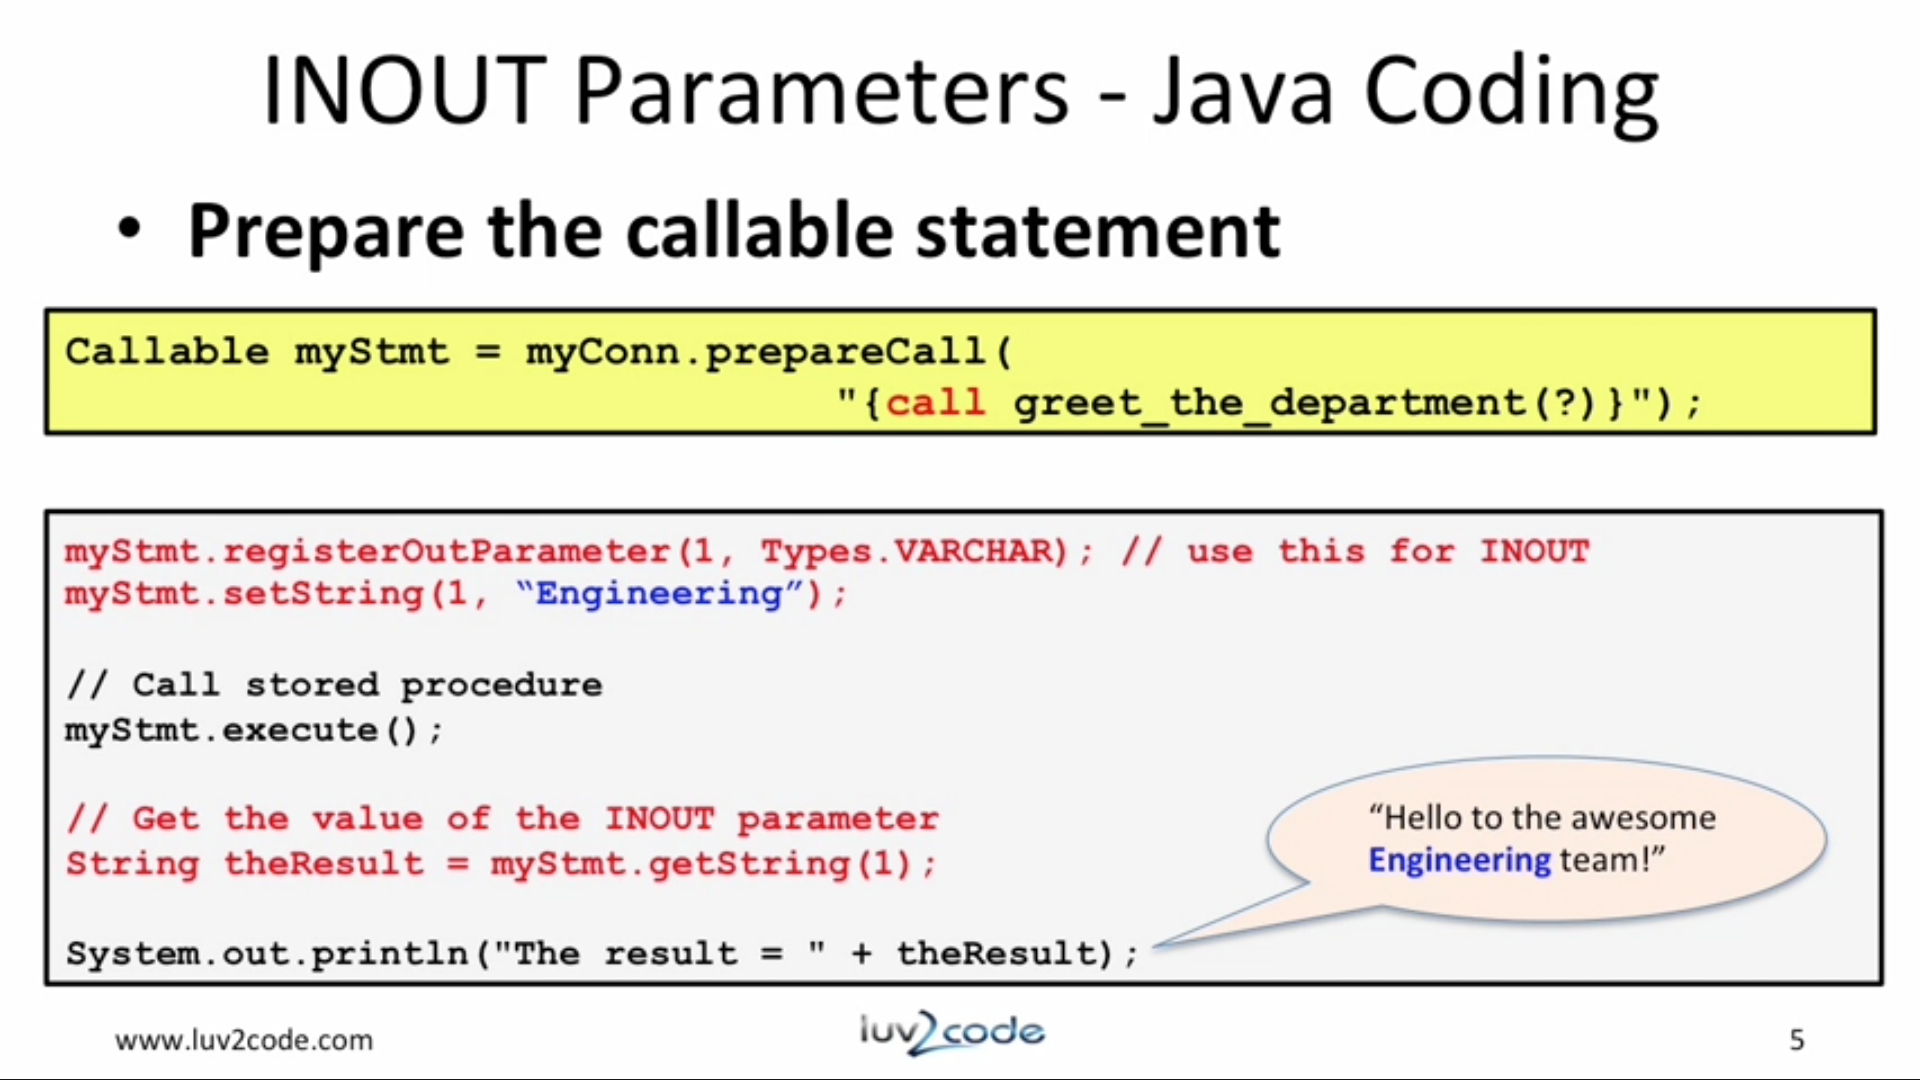 INOUT Parameters - Java Coding
• Prepare the callable statement
Callable myStmt = myConn.prepareCall(
"{call greet_the_department(?)}");
myStmt.registerOutParameter(1, Types.VARCHAR); // use this for INOUT
myStmt.setString(1, “Engineering”);
// Call stored procedure
myStmt.execute();
// Get the value of the INOUT parameter
String theResult = myStmt.getString(1);
“Hello to the awesome
Engineering team!”
System.out.println("The result = " + theResult);
www.luv2code.com
luv2code
5